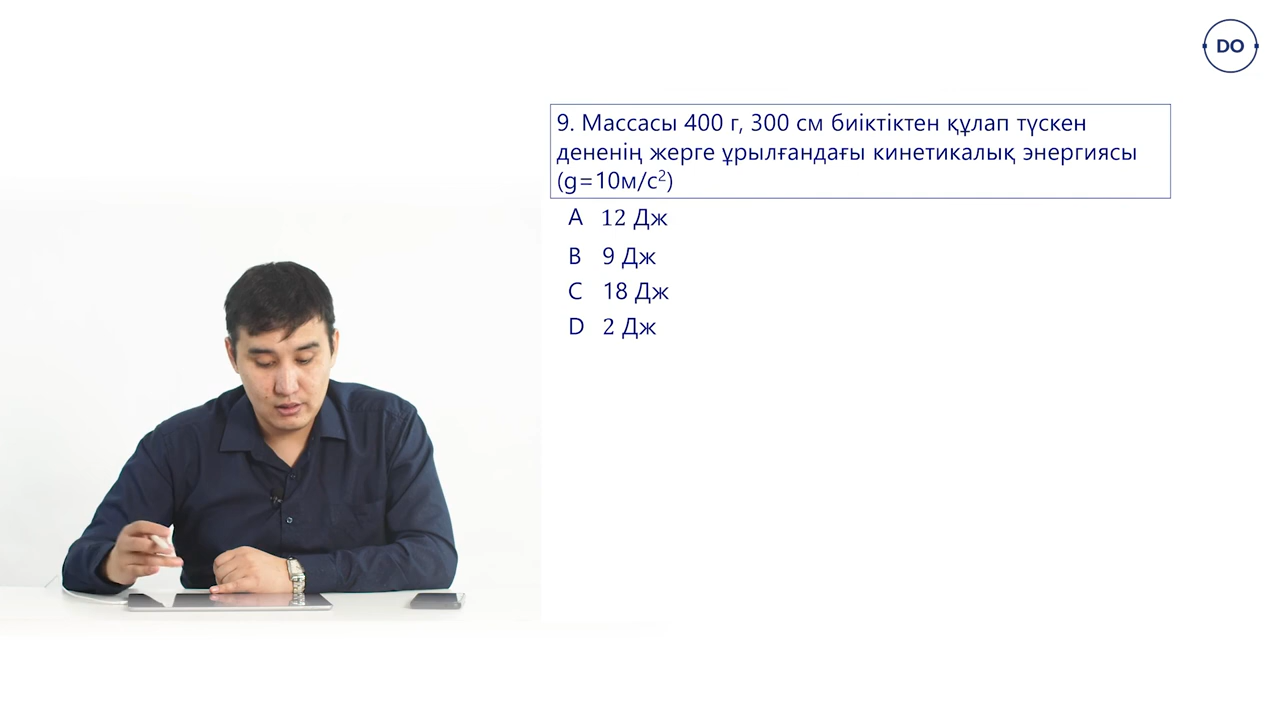 DO
9. Массасы 400 г, 300 см биіктіктен құлап түскен
дененің жерге ұрылғандағы кинетикалық энергиясы
(g=10м/с²)
A 12 Дж
B 9 Дж
C 18 Дж
D 2 Дж